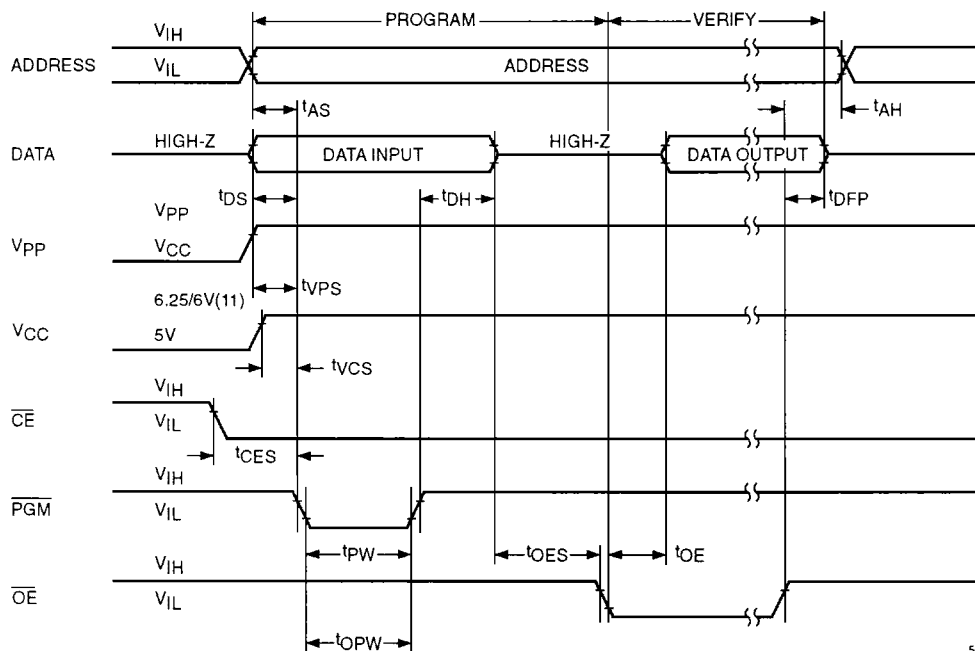 PROGRAM VERIFY
ADDRESS VIH
VIL ADDRESS
tAS tAH
DATA HIGH-Z DATA INPUT HIGH-Z DATA OUTPUT
tDS tDH tDFP
VPP VPP
VCC
tVPS
VCC 6.25/6V(11)
5V
tVCS
CE VIH
VIL
tCES
PGM VIH
VIL
tPW tOES tOE
OE VIH
VIL
tOPW
5